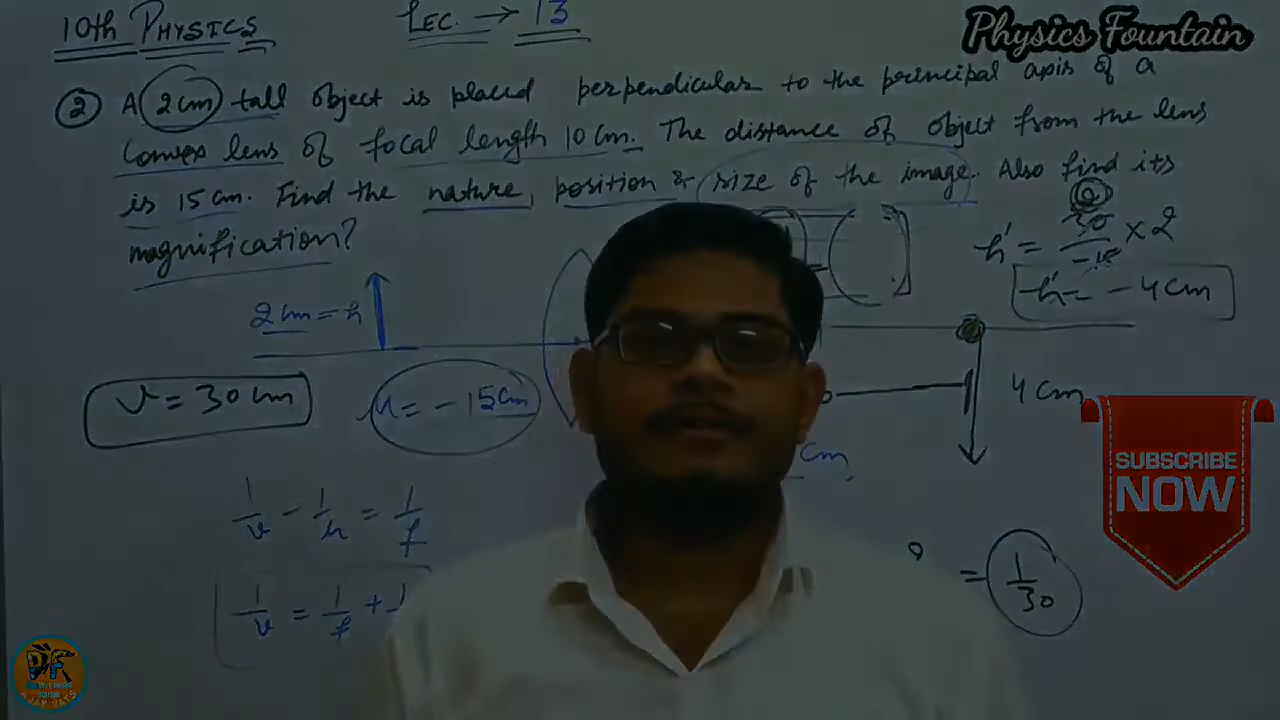 10th PHYSICS
LEC. → 13
Physics Fountain
② A 2cm tall object is placed perpendicular to the principal axis of a
convex lens of focal length 10 cm. The distance of object from the lens
is 15 cm. Find the nature, position & size of the image. Also find its
magnification?
h' = 30/-15 × 2
h' = - 4 cm
2 cm = h
v = 30 cm
u = - 15 cm
4 cm
cm
SUBSCRIBE
NOW
1/v - 1/u = 1/f
1/v = 1/f + 1
= 1/30